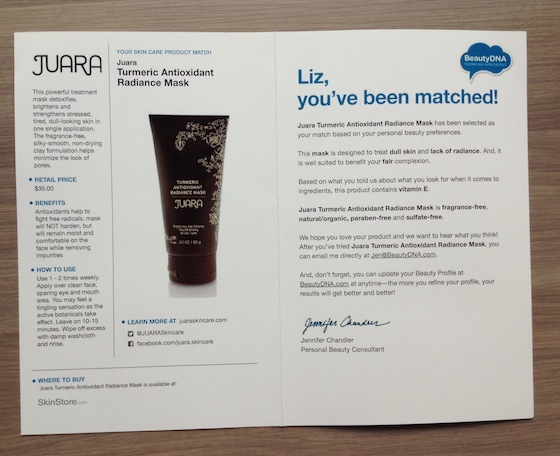 JUARA
This powerful treatment
mask detoxifies,
brightens and
strengthens stressed,
tired, dull-looking skin in
one single application.
The fragrance-free,
silky-smooth, non-drying
clay formulation helps
minimize the look of
pores.
RETAIL PRICE
$35.00
BENEFITS
Antioxidants help to
fight free radicals; mask
will NOT harden, but
will remain moist and
comfortable on the
face while removing
impurities
HOW TO USE
Use 1 - 2 times weekly.
Apply over clean face,
sparing eye and mouth
area. You may feel a
tingling sensation as the
active botanicals take
effect. Leave on 10-15
minutes. Wipe off excess
with damp washcloth
and rinse.
YOUR SKIN CARE PRODUCT MATCH
Juara
Turmeric Antioxidant
Radiance Mask
TURMERIC
ANTIOXIDANT
RADIANCE MASK
JUARA
LEARN MORE AT juaraskincare.com
@JUARASkincare
facebook.com/juara.skincare
WHERE TO BUY
Juara Turmeric Antioxidant Radiance Mask is available at:
SkinStore.com
BeautyDNA
Liz,
you've been matched!
Juara Turmeric Antioxidant Radiance Mask has been selected as
your match based on your personal beauty preferences.
This mask is designed to treat dull skin and lack of radiance. And, it
is well suited to benefit your fair complexion.
Based on what you told us about what you look for when it comes to
ingredients, this product contains vitamin E.
Juara Turmeric Antioxidant Radiance Mask is fragrance-free,
natural/organic, paraben-free and sulfate-free.
We hope you love your product and we want to hear what you think!
After you've tried Juara Turmeric Antioxidant Radiance Mask, you
can email me directly at Jen@BeautyDNA.com.
And, don't forget, you can update your Beauty Profile at
BeautyDNA.com at anytime—the more you refine your profile, your
results will get better and better!
Jennifer Chandler
Jennifer Chandler
Personal Beauty Consultant